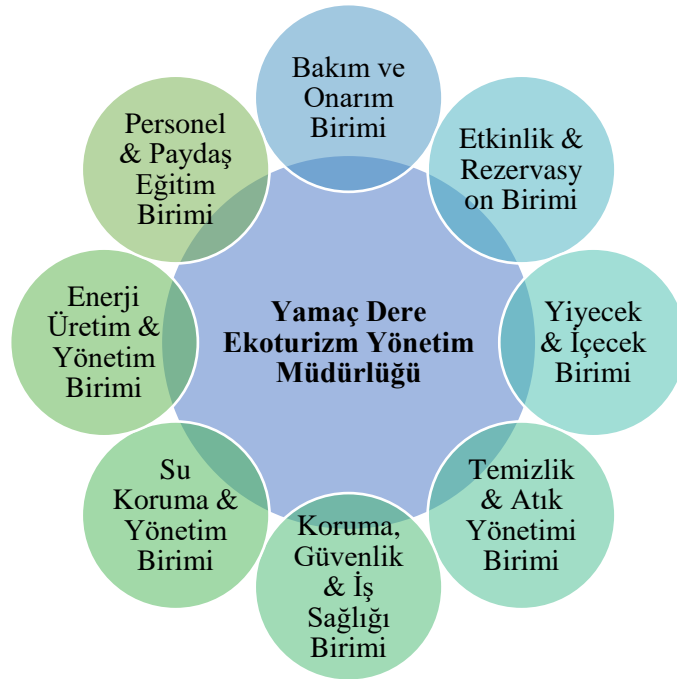 Bakım ve
Onarım
Birimi
Etkinlik &
Rezervasy
on Birimi
Yiyecek
& İçecek
Birimi
Temizlik
& Atık
Yönetimi
Birimi
Koruma,
Güvenlik
& İş
Sağlığı
Birimi
Su
Koruma &
Yönetim
Birimi
Enerji
Üretim &
Yönetim
Birimi
Personel
& Paydaş
Eğitim
Birimi
Yamaç Dere
Ekoturizm Yönetim
Müdürlüğü